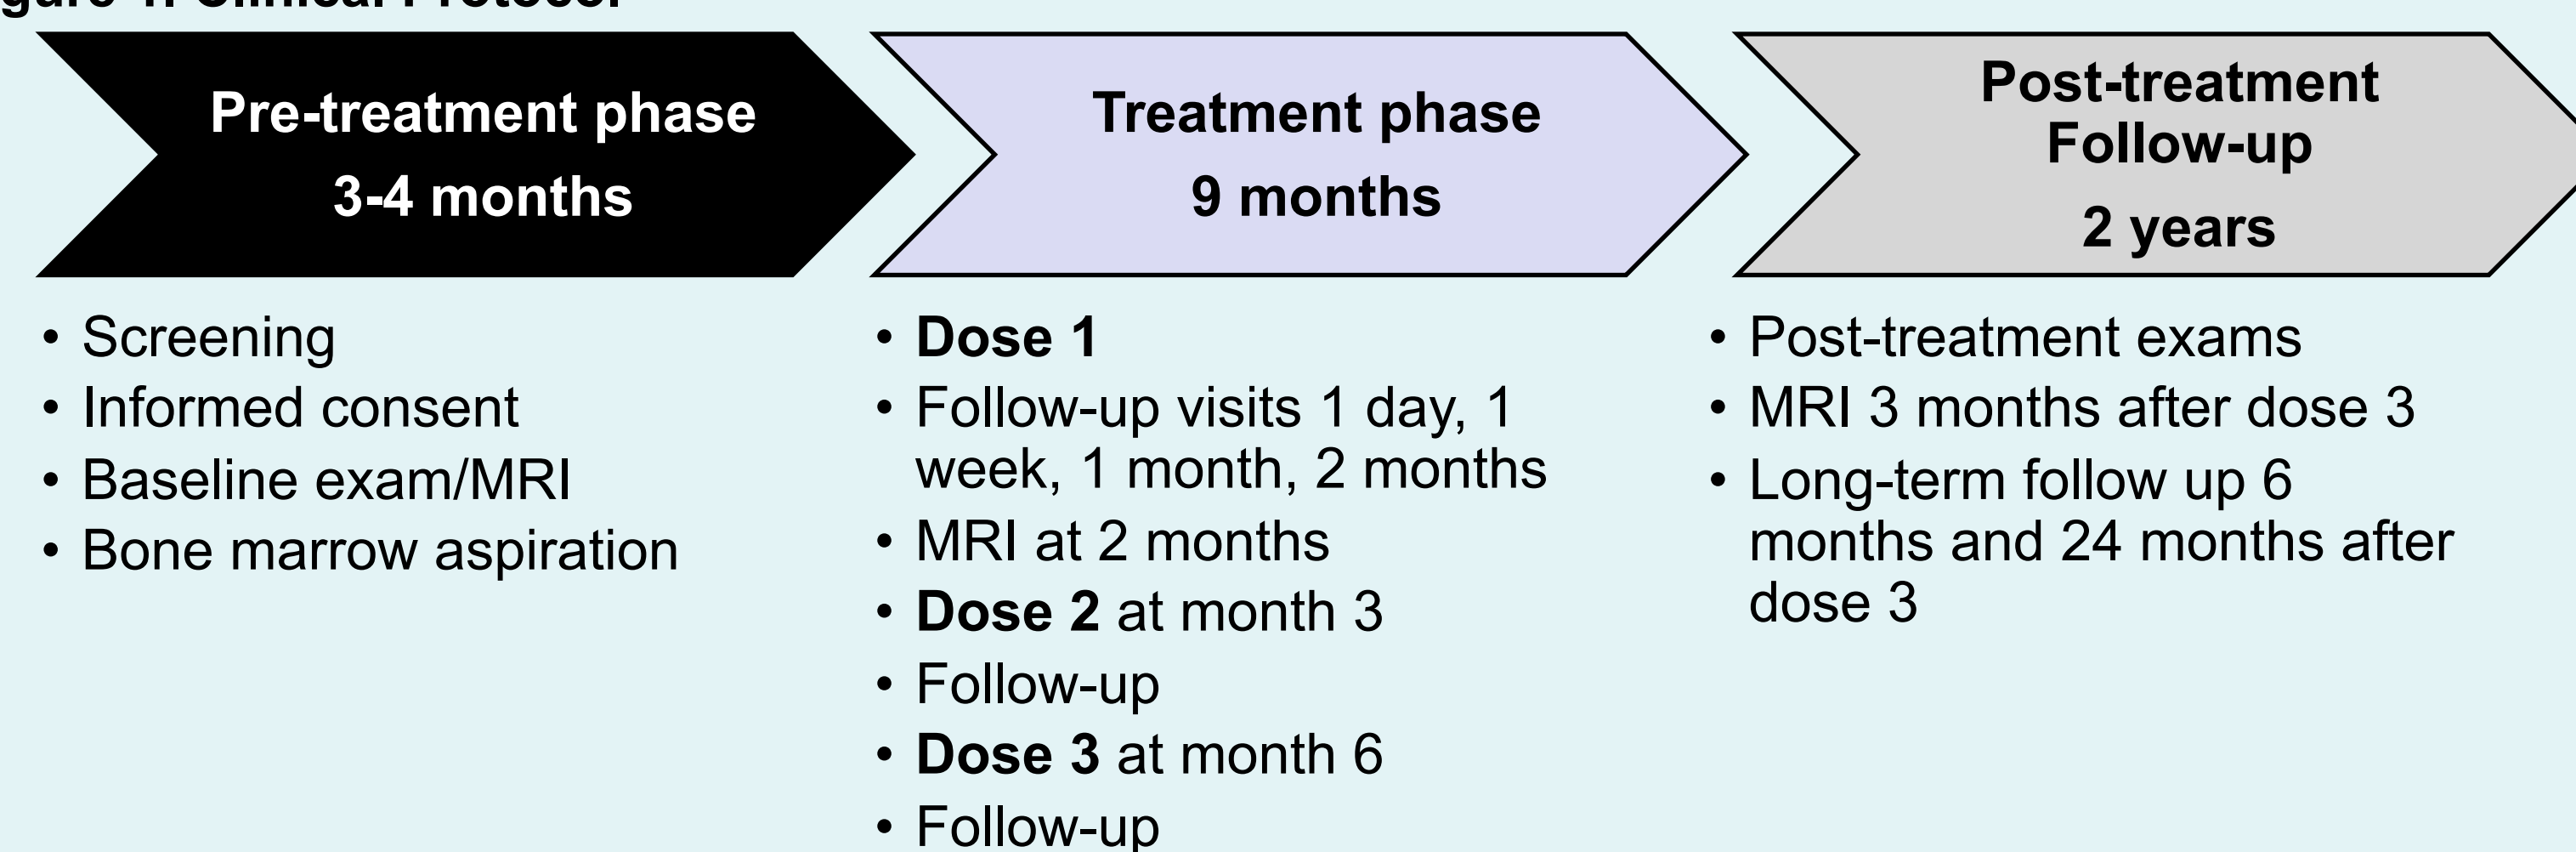 Pre-treatment phase
3-4 months
• Screening
• Informed consent
• Baseline exam/MRI
• Bone marrow aspiration
Treatment phase
9 months
• Dose 1
• Follow-up visits 1 day, 1
week, 1 month, 2 months
• MRI at 2 months
• Dose 2 at month 3
• Follow-up
• Dose 3 at month 6
• Follow-up
Post-treatment
Follow-up
2 years
• Post-treatment exams
• MRI 3 months after dose 3
• Long-term follow up 6
months and 24 months after
dose 3